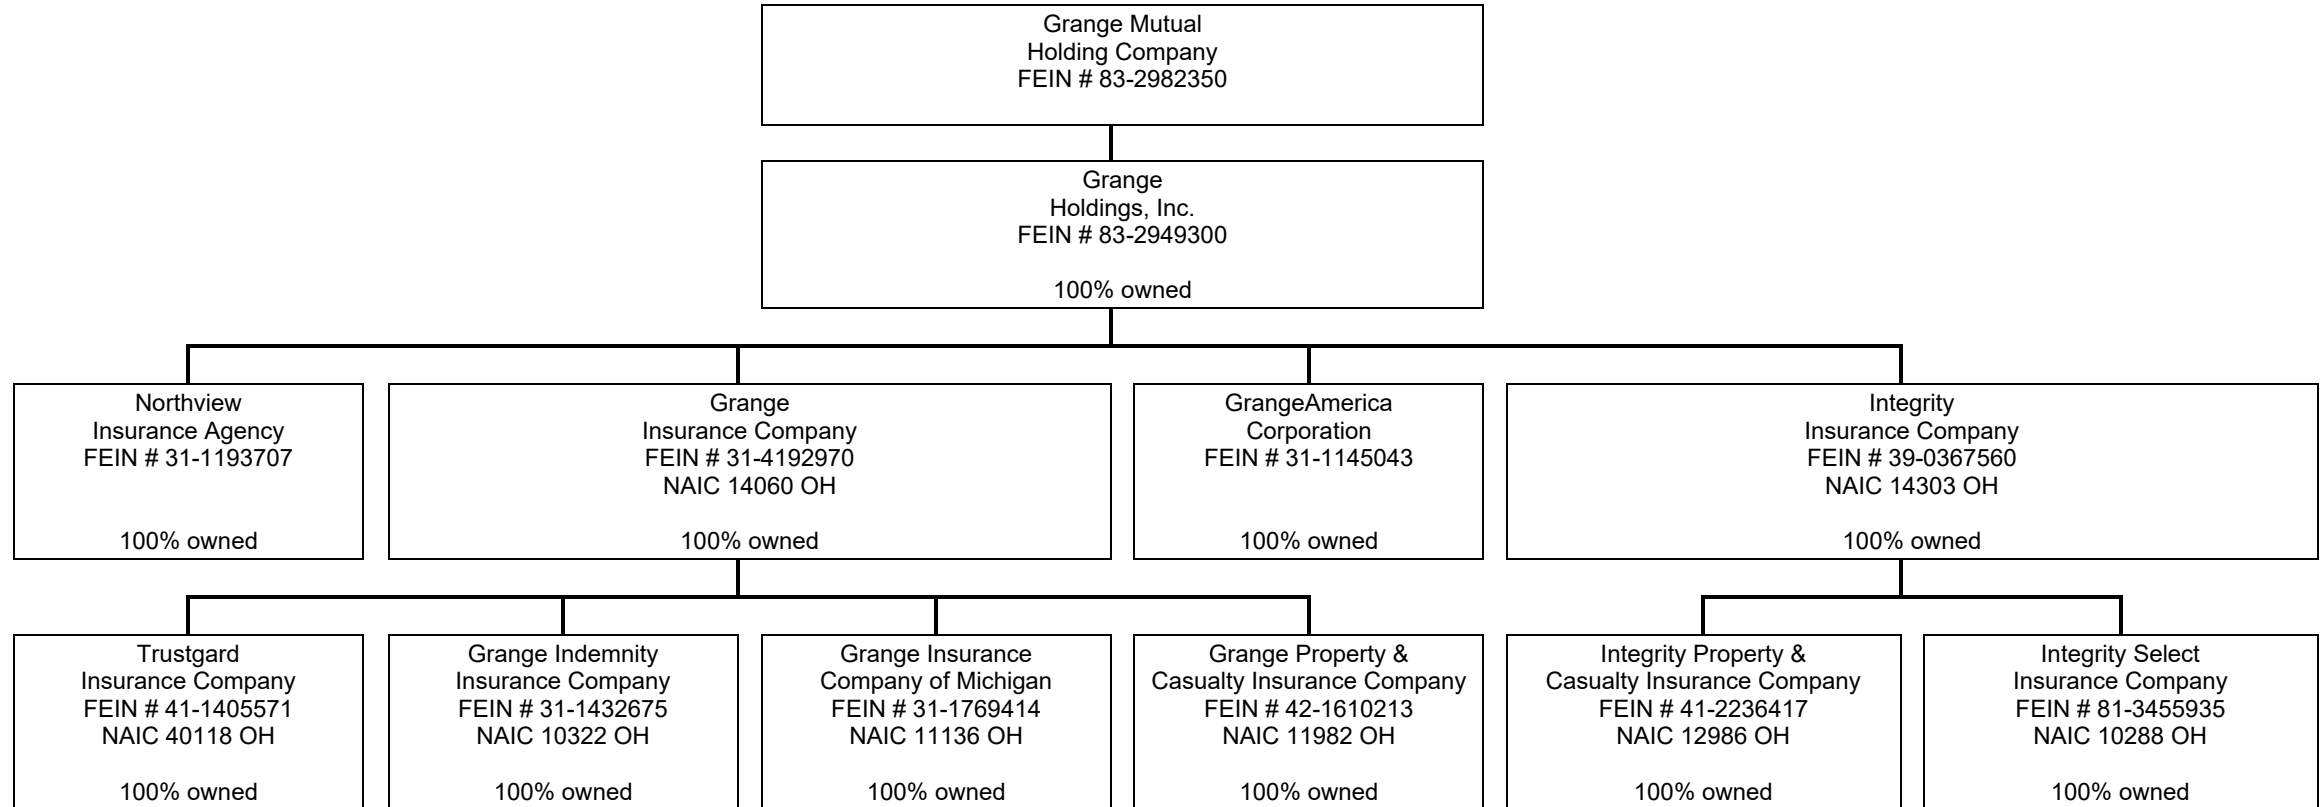 Grange Mutual
Holding Company
FEIN # 83-2982350
Grange
Holdings, Inc.
FEIN # 83-2949300
100% owned
Northview
Insurance Agency
FEIN # 31-1193707
100% owned
Grange
Insurance Company
FEIN # 31-4192970
NAIC 14060 OH
100% owned
GrangeAmerica
Corporation
FEIN # 31-1145043
100% owned
Integrity
Insurance Company
FEIN # 39-0367560
NAIC 14303 OH
100% owned
Trustgard
Insurance Company
FEIN # 41-1405571
NAIC 40118 OH
100% owned
Grange Indemnity
Insurance Company
FEIN # 31-1432675
NAIC 10322 OH
100% owned
Grange Insurance
Company of Michigan
FEIN # 31-1769414
NAIC 11136 OH
100% owned
Grange Property &
Casualty Insurance Company
FEIN # 42-1610213
NAIC 11982 OH
100% owned
Integrity Property &
Casualty Insurance Company
FEIN # 41-2236417
NAIC 12986 OH
100% owned
Integrity Select
Insurance Company
FEIN # 81-3455935
NAIC 10288 OH
100% owned